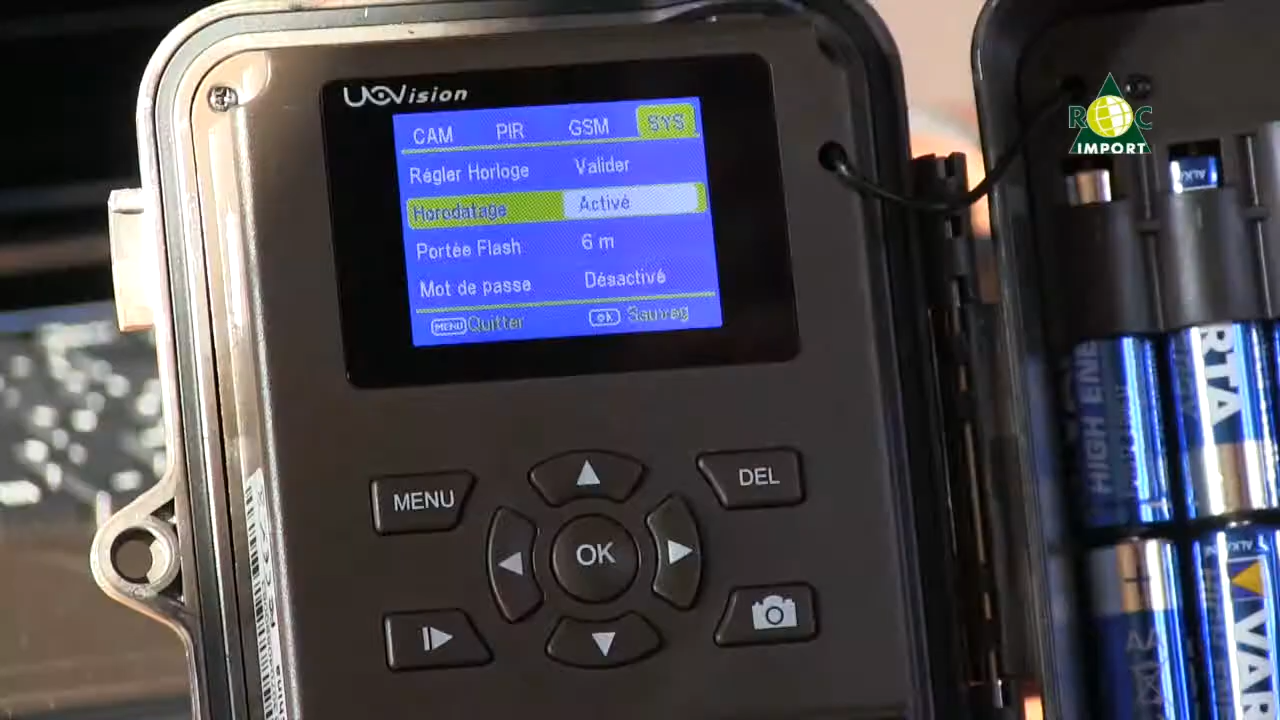 UOVision
CAM PIR GSM SYS
Régler Horloge Valider
Horodatage Activé
Portée Flash 6 m
Mot de passe Désactivé
MENU Quitter ok Sauveg
MENU
DEL
OK
ROC
IMPORT
HIGH ENE
RTA
VAR